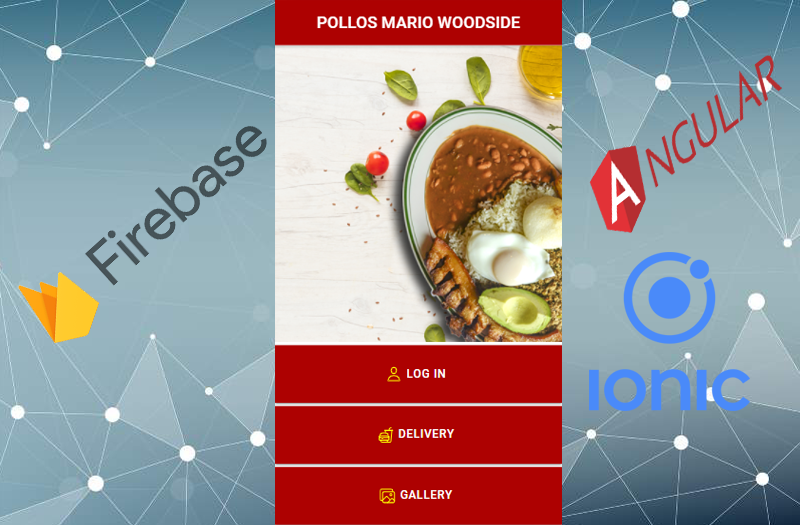 Firebase
POLLOS MARIO WOODSIDE
LOG IN
DELIVERY
GALLERY
ANGULAR
IONIC